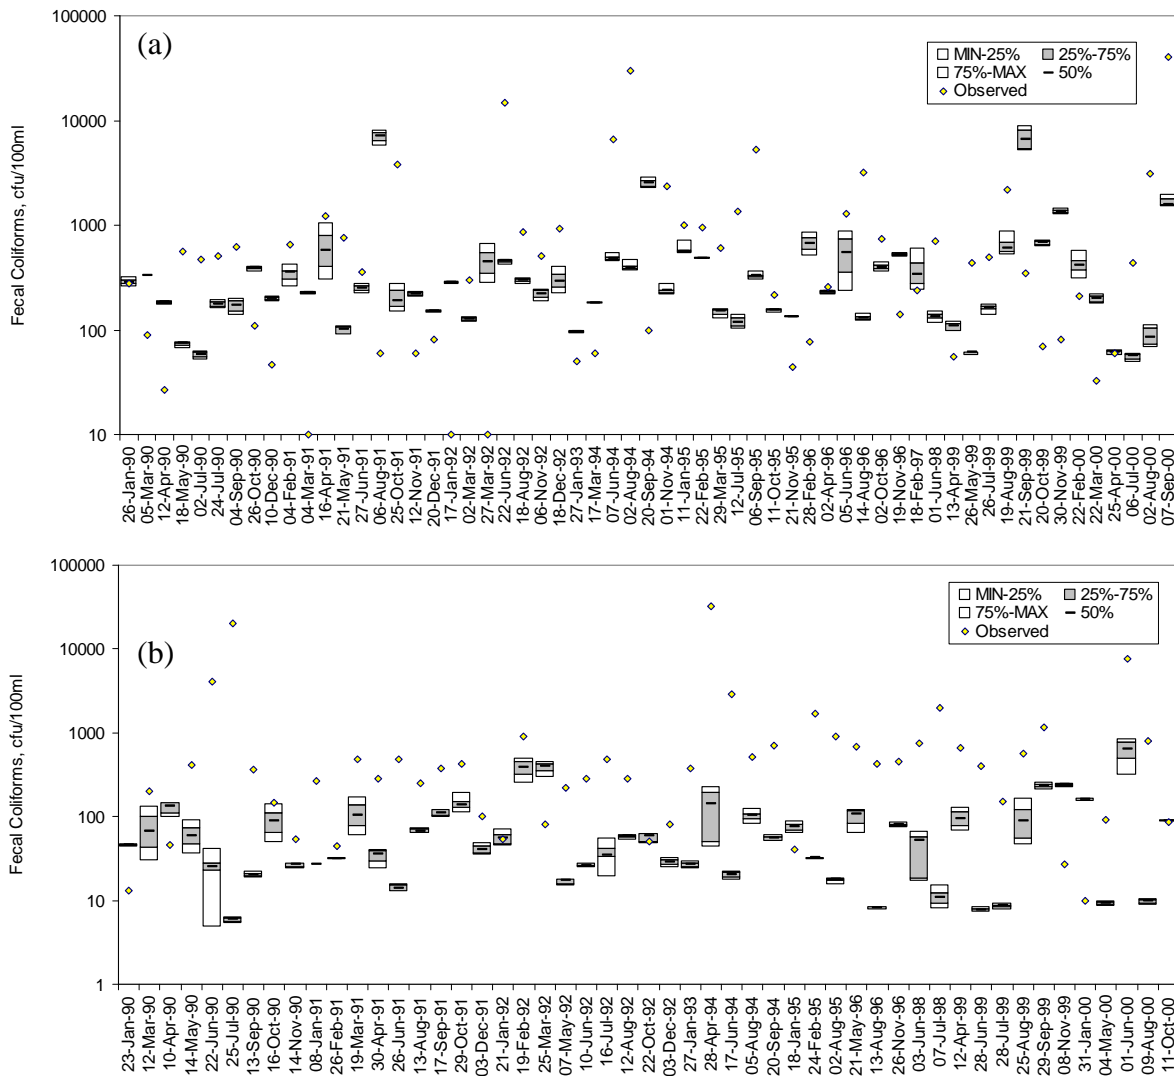 100000
(a)
MIN-25% 25%-75%
75%-MAX 50%
Observed
10000
1000
100
10
Fecal Coliforms, cfu/100ml
26-Jan-90
05-Mar-90
12-Apr-90
18-May-90
02-Jul-90
24-Jul-90
04-Sep-90
26-Oct-90
10-Dec-90
04-Feb-91
04-Mar-91
16-Apr-91
21-May-91
27-Jun-91
06-Aug-91
25-Oct-91
12-Nov-91
20-Dec-91
17-Jan-92
02-Mar-92
27-Mar-92
22-Jun-92
18-Aug-92
06-Nov-92
18-Dec-92
27-Jan-93
17-Mar-94
07-Jun-94
02-Aug-94
20-Sep-94
01-Nov-94
11-Jan-95
22-Feb-95
29-Mar-95
12-Jul-95
06-Sep-95
11-Oct-95
21-Nov-95
28-Feb-96
02-Apr-96
05-Jun-96
14-Aug-96
02-Oct-96
19-Nov-96
18-Feb-97
01-Jun-98
13-Apr-99
26-May-99
26-Jul-99
19-Aug-99
21-Sep-99
20-Oct-99
30-Nov-99
22-Feb-00
22-Mar-00
25-Apr-00
06-Jul-00
02-Aug-00
07-Sep-00
100000
(b)
MIN-25% 25%-75%
75%-MAX 50%
Observed
10000
1000
100
10
1
Fecal Coliforms, cfu/100ml
23-Jan-90
12-Mar-90
10-Apr-90
14-May-90
22-Jun-90
25-Jul-90
13-Sep-90
16-Oct-90
14-Nov-90
08-Jan-91
26-Feb-91
19-Mar-91
30-Apr-91
26-Jun-91
13-Aug-91
17-Sep-91
29-Oct-91
03-Dec-91
21-Jan-92
19-Feb-92
25-Mar-92
07-May-92
10-Jun-92
16-Jul-92
12-Aug-92
22-Oct-92
03-Dec-92
27-Jan-93
28-Apr-94
17-Jun-94
05-Aug-94
20-Sep-94
18-Jan-95
24-Feb-95
22-Aug-95
21-May-96
13-Aug-96
26-Nov-96
03-Jun-98
07-Jul-98
12-Apr-99
28-Jun-99
28-Jul-99
25-Aug-99
29-Sep-99
08-Nov-99
31-Jan-00
04-May-00
01-Jun-00
09-Aug-00
11-Oct-00